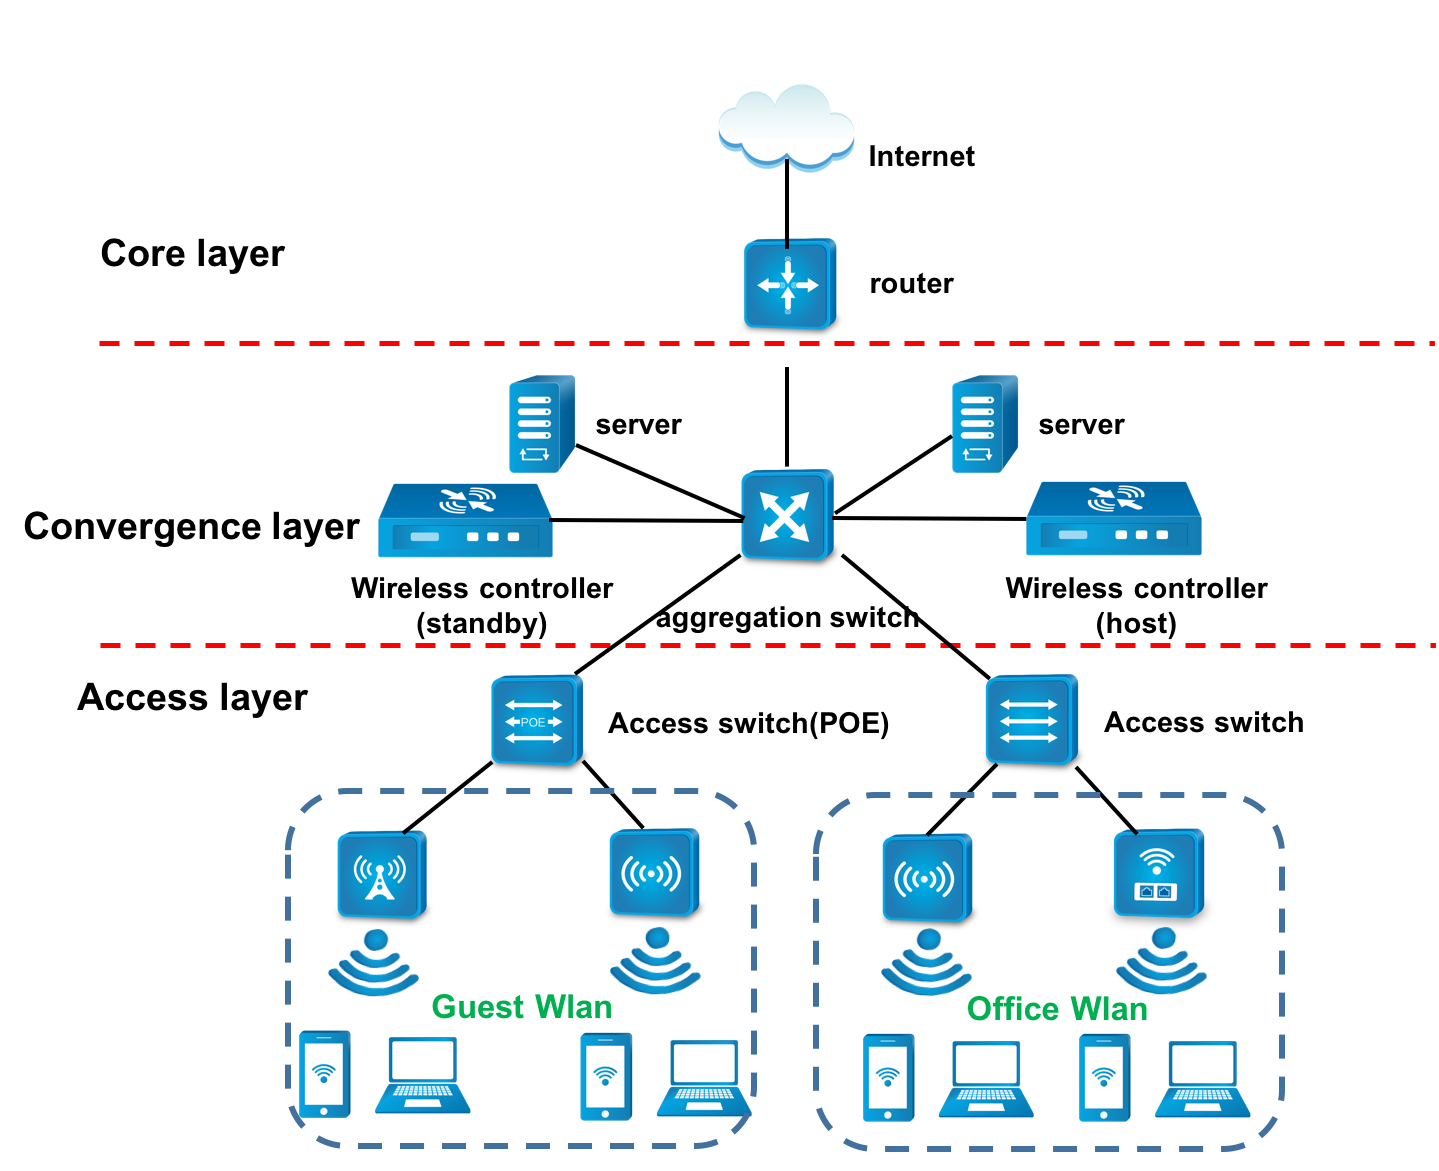 Internet
Core layer
router
server
server
Convergence layer
Wireless controller
(standby)
Wireless controller
(host)
aggregation switch
Access layer
POE
Access switch(POE)
Access switch
Guest Wlan
Office Wlan